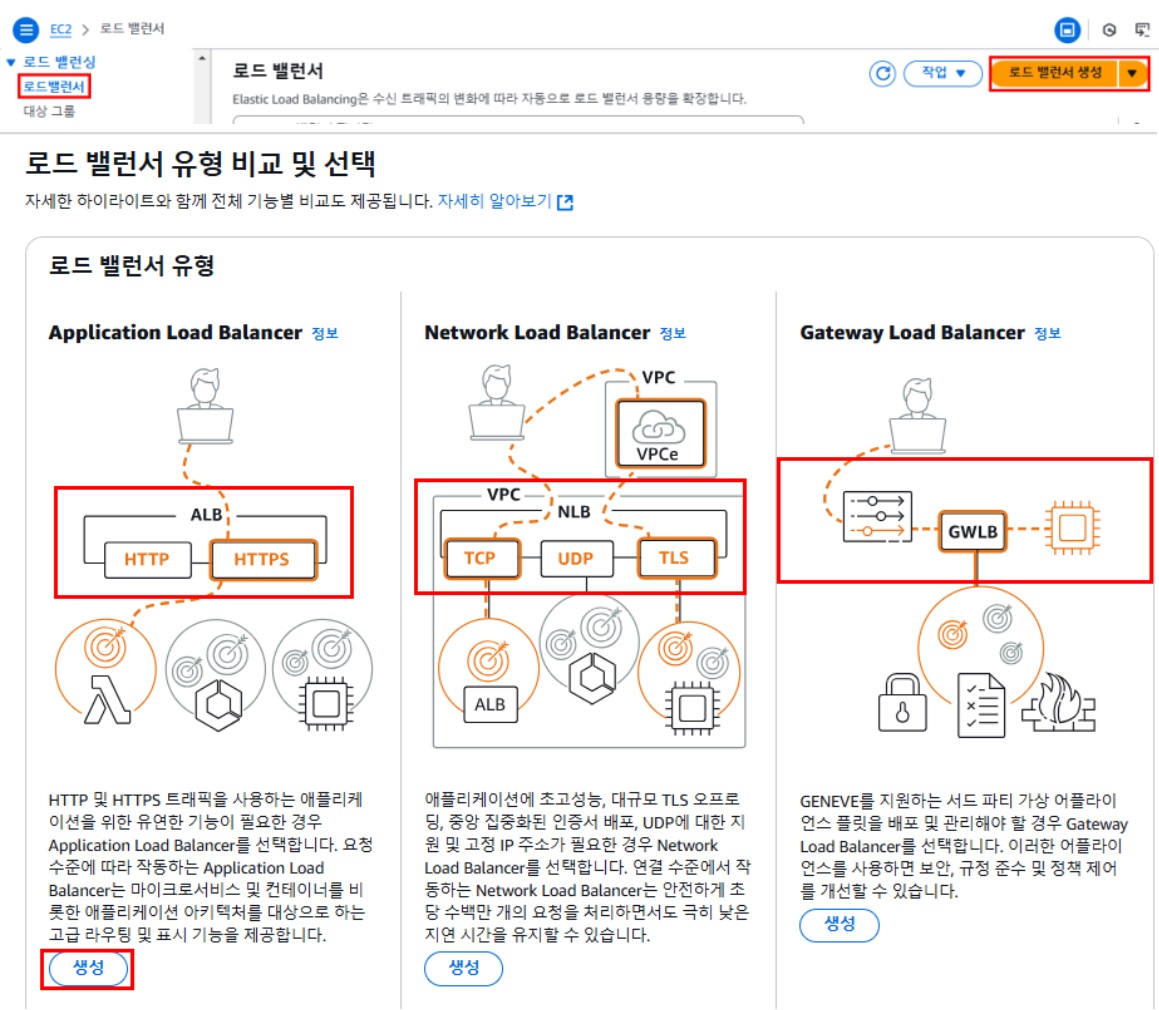 EC2 > 로드 밸런서
로드 밸런싱
로드밸런서
대상 그룹
로드 밸런서
작업
로드 밸런서 생성
Elastic Load Balancing은 수신 트래픽의 변화에 따라 자동으로 로드 밸런서 용량을 확장합니다.
로드 밸런서 유형 비교 및 선택
자세한 하이라이트와 함께 전체 기능별 비교도 제공됩니다. 자세히 알아보기
로드 밸런서 유형
Application Load Balancer 정보
ALB
HTTP
HTTPS
HTTP 및 HTTPS 트래픽을 사용하는 애플리케
이션을 위한 유연한 기능이 필요한 경우
Application Load Balancer를 선택합니다. 요청
수준에 따라 작동하는 Application Load
Balancer는 마이크로서비스 및 컨테이너를 비
롯한 애플리케이션 아키텍처를 대상으로 하는
고급 라우팅 및 표시 기능을 제공합니다.
생성
Network Load Balancer 정보
VPC
VPCe
VPC
NLB
TCP
UDP
TLS
ALB
애플리케이션에 초고성능, 대규모 TLS 오프로
딩, 중앙 집중화된 인증서 배포, UDP에 대한 지
원 및 고정 IP 주소가 필요한 경우 Network
Load Balancer를 선택합니다. 연결 수준에서 작
동하는 Network Load Balancer는 안전하게 초
당 수백만 개의 요청을 처리하면서도 극히 낮은
지연 시간을 유지할 수 있습니다.
생성
Gateway Load Balancer 정보
GWLB
GENEVE를 지원하는 서드 파티 가상 어플라이
언스 플릿을 배포 및 관리해야 할 경우 Gateway
Load Balancer를 선택합니다. 이러한 어플라이
언스를 사용하면 보안, 규정 준수 및 정책 제어
를 개선할 수 있습니다.
생성